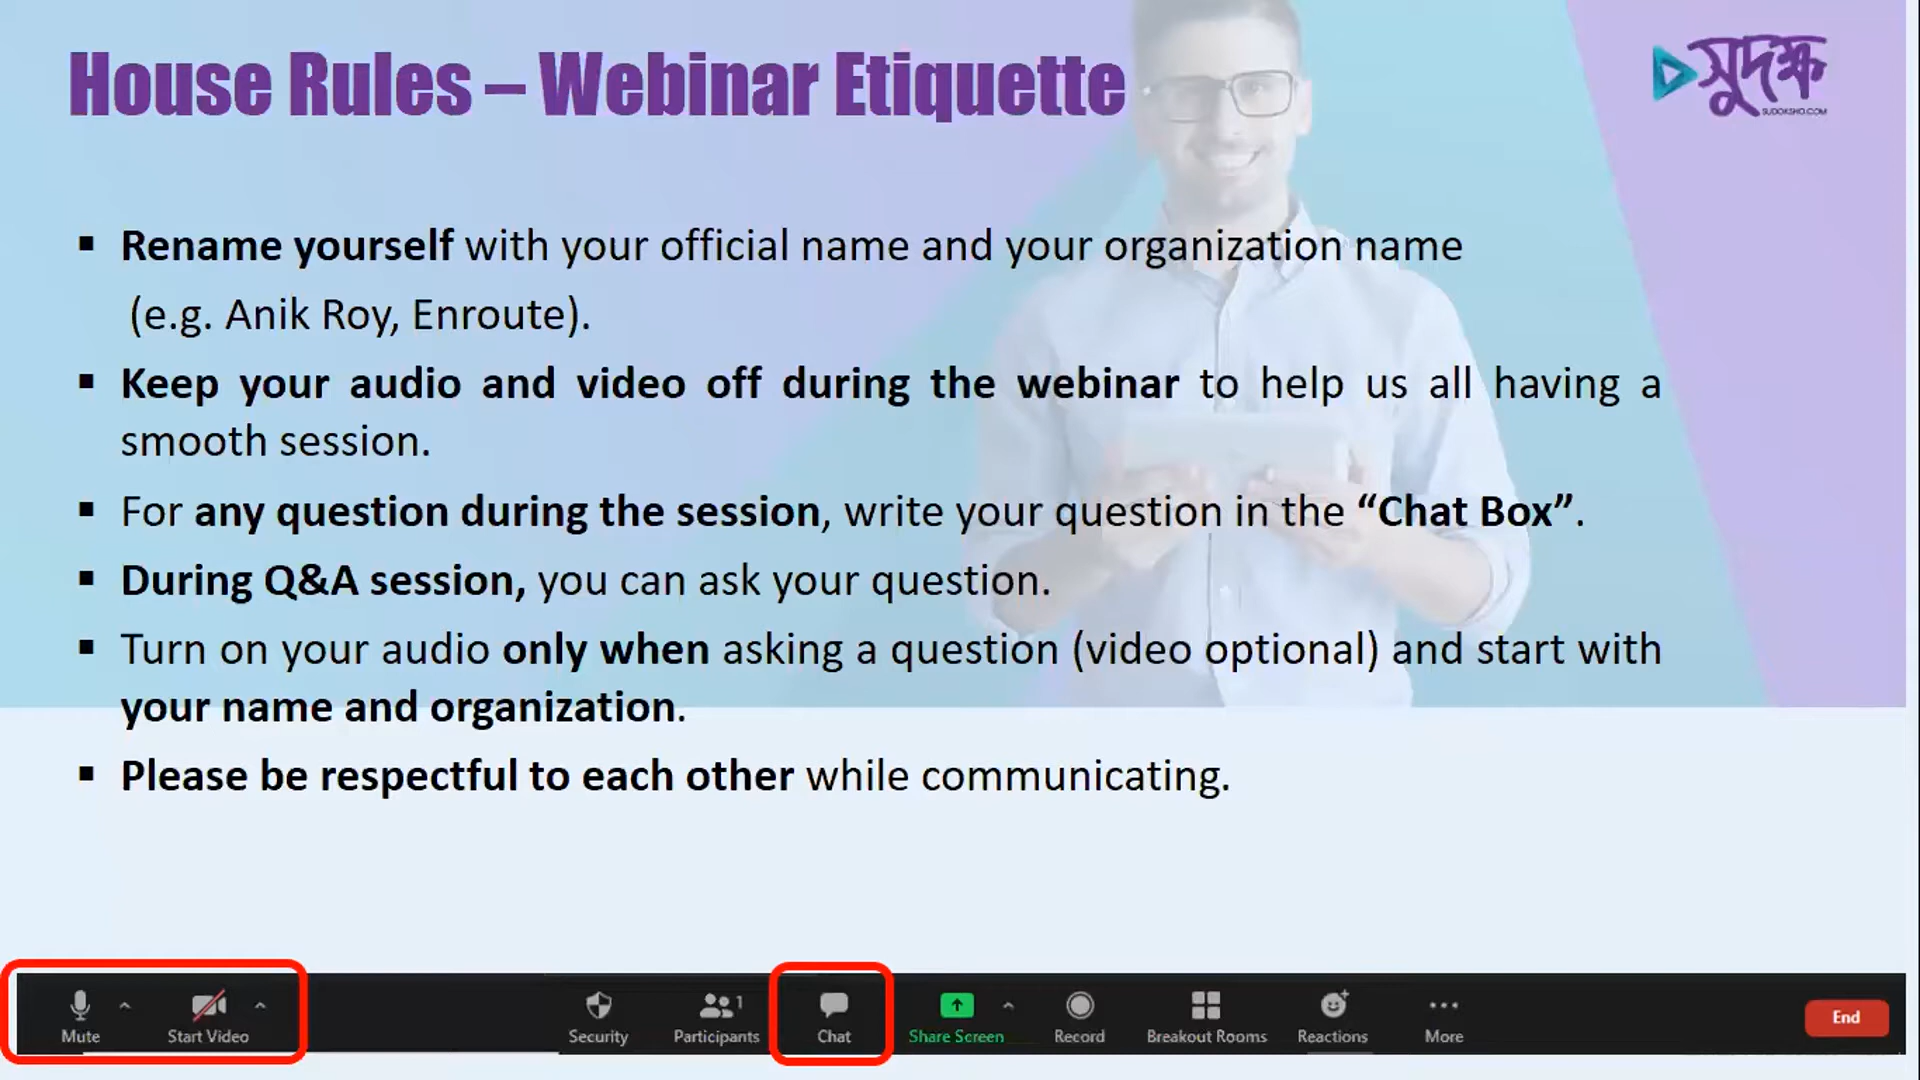 House Rules – Webinar Etiquette
সুদক্ষ
SUDOKSHO.COM
▪ Rename yourself with your official name and your organization name
(e.g. Anik Roy, Enroute).
▪ Keep your audio and video off during the webinar to help us all having a
smooth session.
▪ For any question during the session, write your question in the “Chat Box”.
▪ During Q&A session, you can ask your question.
▪ Turn on your audio only when asking a question (video optional) and start with
your name and organization.
▪ Please be respectful to each other while communicating.
Mute
Start Video
Security
Participants 1
Chat
Share Screen
Record
Breakout Rooms
Reactions
More
End